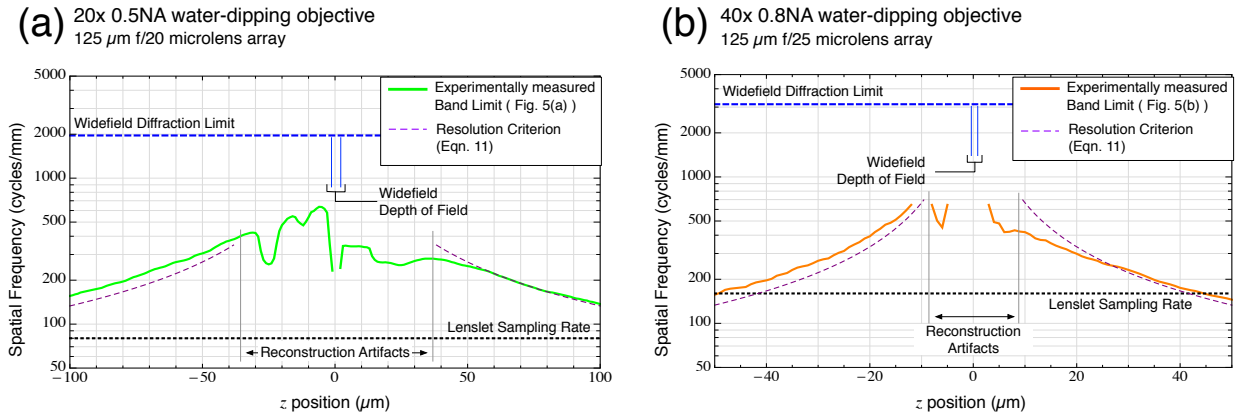 (a) 20x 0.5NA water-dipping objective
125 µm f/20 microlens array
Spatial Frequency (cycles/mm)
5000
2000
1000
500
200
100
50
Experimentally measured
Band Limit ( Fig. 5(a) )
Resolution Criterion
(Eqn. 11)
Widefield Diffraction Limit
Widefield
Depth of Field
Lenslet Sampling Rate
Reconstruction Artifacts
−100
−50
0
50
100
z position (µm)
(b) 40x 0.8NA water-dipping objective
125 µm f/25 microlens array
Spatial Frequency (cycles/mm)
5000
2000
1000
500
200
100
50
Experimentally measured
Band Limit ( Fig. 5(b) )
Resolution Criterion
(Eqn. 11)
Widefield Diffraction Limit
Widefield
Depth of Field
Lenslet Sampling Rate
Reconstruction
Artifacts
−40
−20
0
20
40
z position (µm)